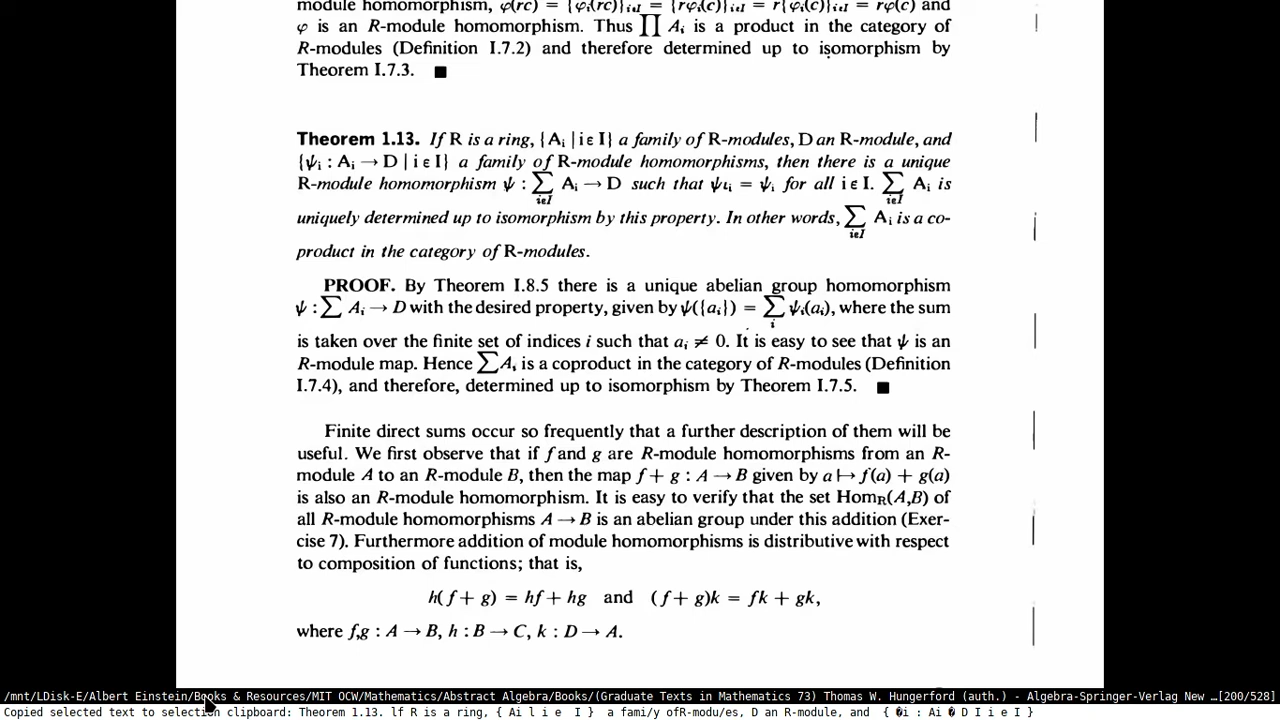 module homomorphism, φ(rc) = {φᵢ(rc)}ᵢₑI = {rφᵢ(c)}ᵢₑI = r{φᵢ(c)}ᵢₑI = rφ(c) and
φ is an R-module homomorphism. Thus ∏ Aᵢ is a product in the category of
R-modules (Definition I.7.2) and therefore determined up to isomorphism by
Theorem I.7.3. ■
Theorem 1.13. If R is a ring, {Aᵢ | i ε I} a family of R-modules, D an R-module, and
{ψᵢ : Aᵢ → D | i ε I} a family of R-module homomorphisms, then there is a unique
R-module homomorphism ψ : ∑ Aᵢ → D such that ψιᵢ = ψᵢ for all i ε I. ∑ Aᵢ is
iεI iεI
uniquely determined up to isomorphism by this property. In other words, ∑ Aᵢ is a co-
iεI
product in the category of R-modules.
PROOF. By Theorem I.8.5 there is a unique abelian group homomorphism
ψ : ∑ Aᵢ → D with the desired property, given by ψ({aᵢ}) = ∑ ψᵢ(aᵢ), where the sum
i
is taken over the finite set of indices i such that aᵢ ≠ 0. It is easy to see that ψ is an
R-module map. Hence ∑Aᵢ is a coproduct in the category of R-modules (Definition
I.7.4), and therefore, determined up to isomorphism by Theorem I.7.5. ■
Finite direct sums occur so frequently that a further description of them will be
useful. We first observe that if f and g are R-module homomorphisms from an R-
module A to an R-module B, then the map f + g : A → B given by a ↦ f(a) + g(a)
is also an R-module homomorphism. It is easy to verify that the set Homʀ(A,B) of
all R-module homomorphisms A → B is an abelian group under this addition (Exer-
cise 7). Furthermore addition of module homomorphisms is distributive with respect
to composition of functions; that is,
h(f + g) = hf + hg and (f + g)k = fk + gk,
where f,g : A → B, h : B → C, k : D → A.
/mnt/LDisk-E/Albert Einstein/Books & Resources/MIT OCW/Mathematics/Abstract Algebra/Books/(Graduate Texts in Mathematics 73) Thomas W. Hungerford (auth.) - Algebra-Springer-Verlag New …[200/528]
Copied selected text to selection clipboard: Theorem 1.13. lf R is a ring, { Ai l i e I } a fami/y ofR-modu/es, D an R-module, and { �i : Ai � D I i e I }